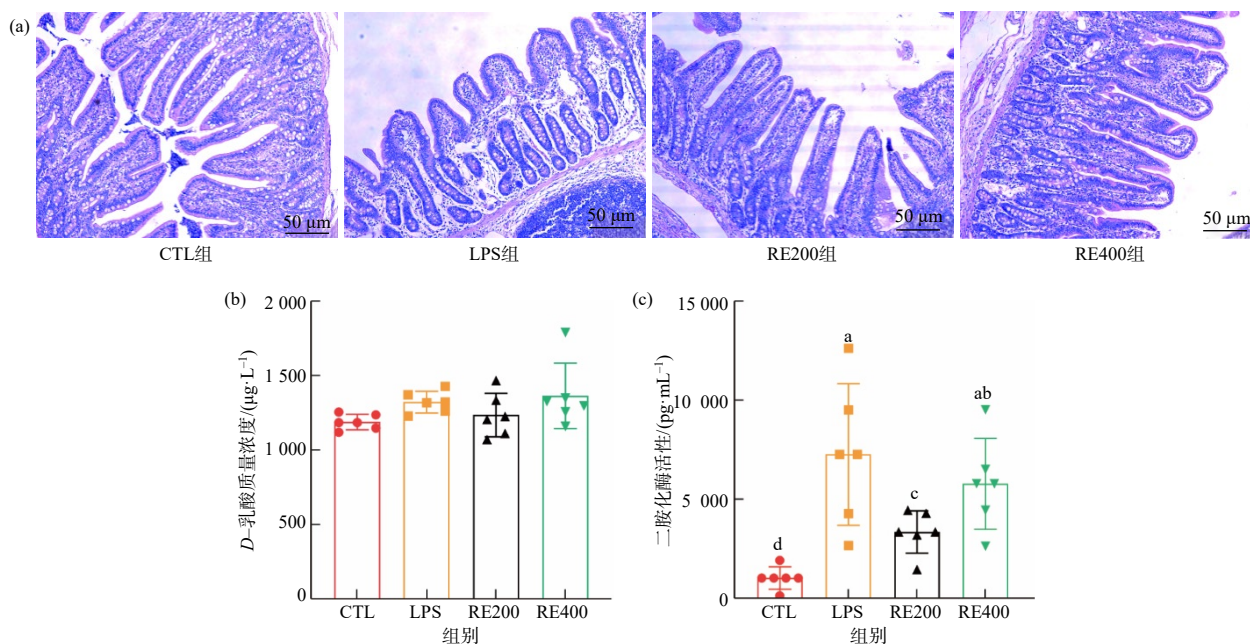 (a)
50 μm
50 μm
50 μm
50 μm
CTL组
LPS组
RE200组
RE400组
(b)
2 000
1 500
1 000
500
0
D-乳酸质量浓度/(μg·L⁻¹)
CTL
LPS
RE200
RE400
组别
(c)
15 000
10 000
5 000
0
二胺化酶活性/(pg·mL⁻¹)
d
a
c
ab
CTL
LPS
RE200
RE400
组别